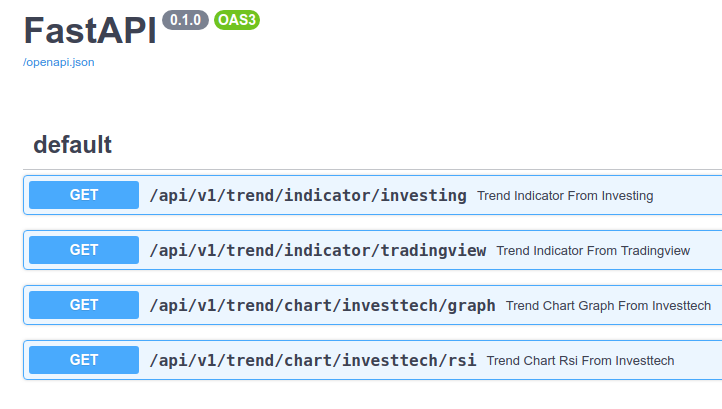 FastAPI 0.1.0 OAS3
/openapi.json
default
GET /api/v1/trend/indicator/investing Trend Indicator From Investing
GET /api/v1/trend/indicator/tradingview Trend Indicator From Tradingview
GET /api/v1/trend/chart/investtech/graph Trend Chart Graph From Investtech
GET /api/v1/trend/chart/investtech/rsi Trend Chart Rsi From Investtech